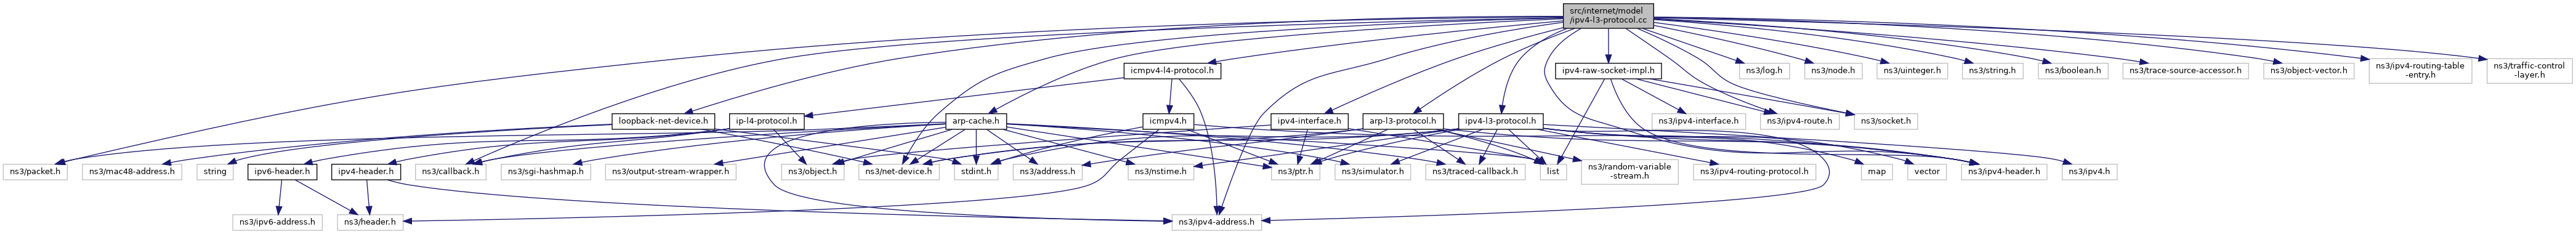 src/internet/model
/ipv4-l3-protocol.cc
icmpv4-l4-protocol.h
ipv4-raw-socket-impl.h
ns3/log.h
ns3/node.h
ns3/uinteger.h
ns3/string.h
ns3/boolean.h
ns3/trace-source-accessor.h
ns3/object-vector.h
ns3/ipv4-routing-table
-entry.h
ns3/traffic-control
-layer.h
loopback-net-device.h
ip-l4-protocol.h
arp-cache.h
icmpv4.h
ipv4-interface.h
arp-l3-protocol.h
ipv4-l3-protocol.h
ns3/ipv4-interface.h
ns3/ipv4-route.h
ns3/socket.h
ns3/packet.h
ns3/mac48-address.h
string
ipv6-header.h
ipv4-header.h
ns3/callback.h
ns3/sgi-hashmap.h
ns3/output-stream-wrapper.h
ns3/object.h
ns3/net-device.h
stdint.h
ns3/address.h
ns3/nstime.h
ns3/ptr.h
ns3/simulator.h
ns3/traced-callback.h
list
ns3/random-variable
-stream.h
ns3/ipv4-routing-protocol.h
map
vector
ns3/ipv4-header.h
ns3/ipv4.h
ns3/ipv6-address.h
ns3/header.h
ns3/ipv4-address.h